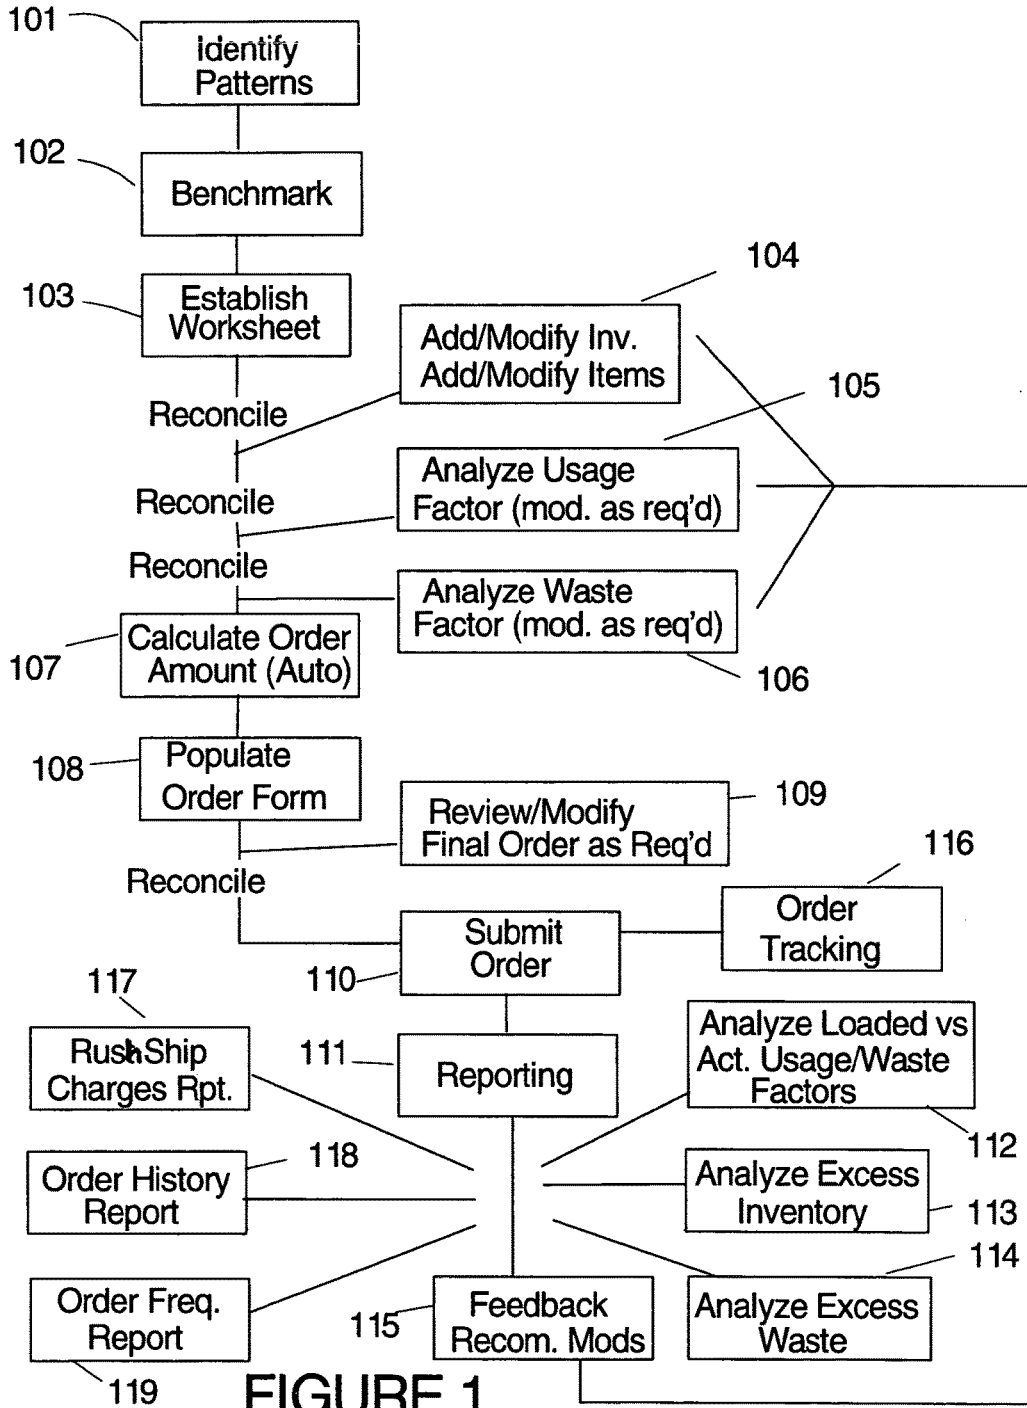 101
Identify
Patterns
102
Benchmark
103
Establish
Worksheet
104
Add/Modify Inv.
Add/Modify Items
Reconcile
105
Analyze Usage
Factor (mod. as req'd)
Reconcile
Reconcile
Analyze Waste
Factor (mod. as req'd)
106
107
Calculate Order
Amount (Auto)
108
Populate
Order Form
109
Review/Modify
Final Order as Req'd
Reconcile
116
Order
Tracking
Submit
Order
110
117
Rush Ship
Charges Rpt.
111
Reporting
Analyze Loaded vs
Act. Usage/Waste
Factors
112
118
Order History
Report
Analyze Excess
Inventory
113
114
Order Freq.
Report
119
115
Feedback
Recom. Mods
Analyze Excess
Waste
FIGURE 1